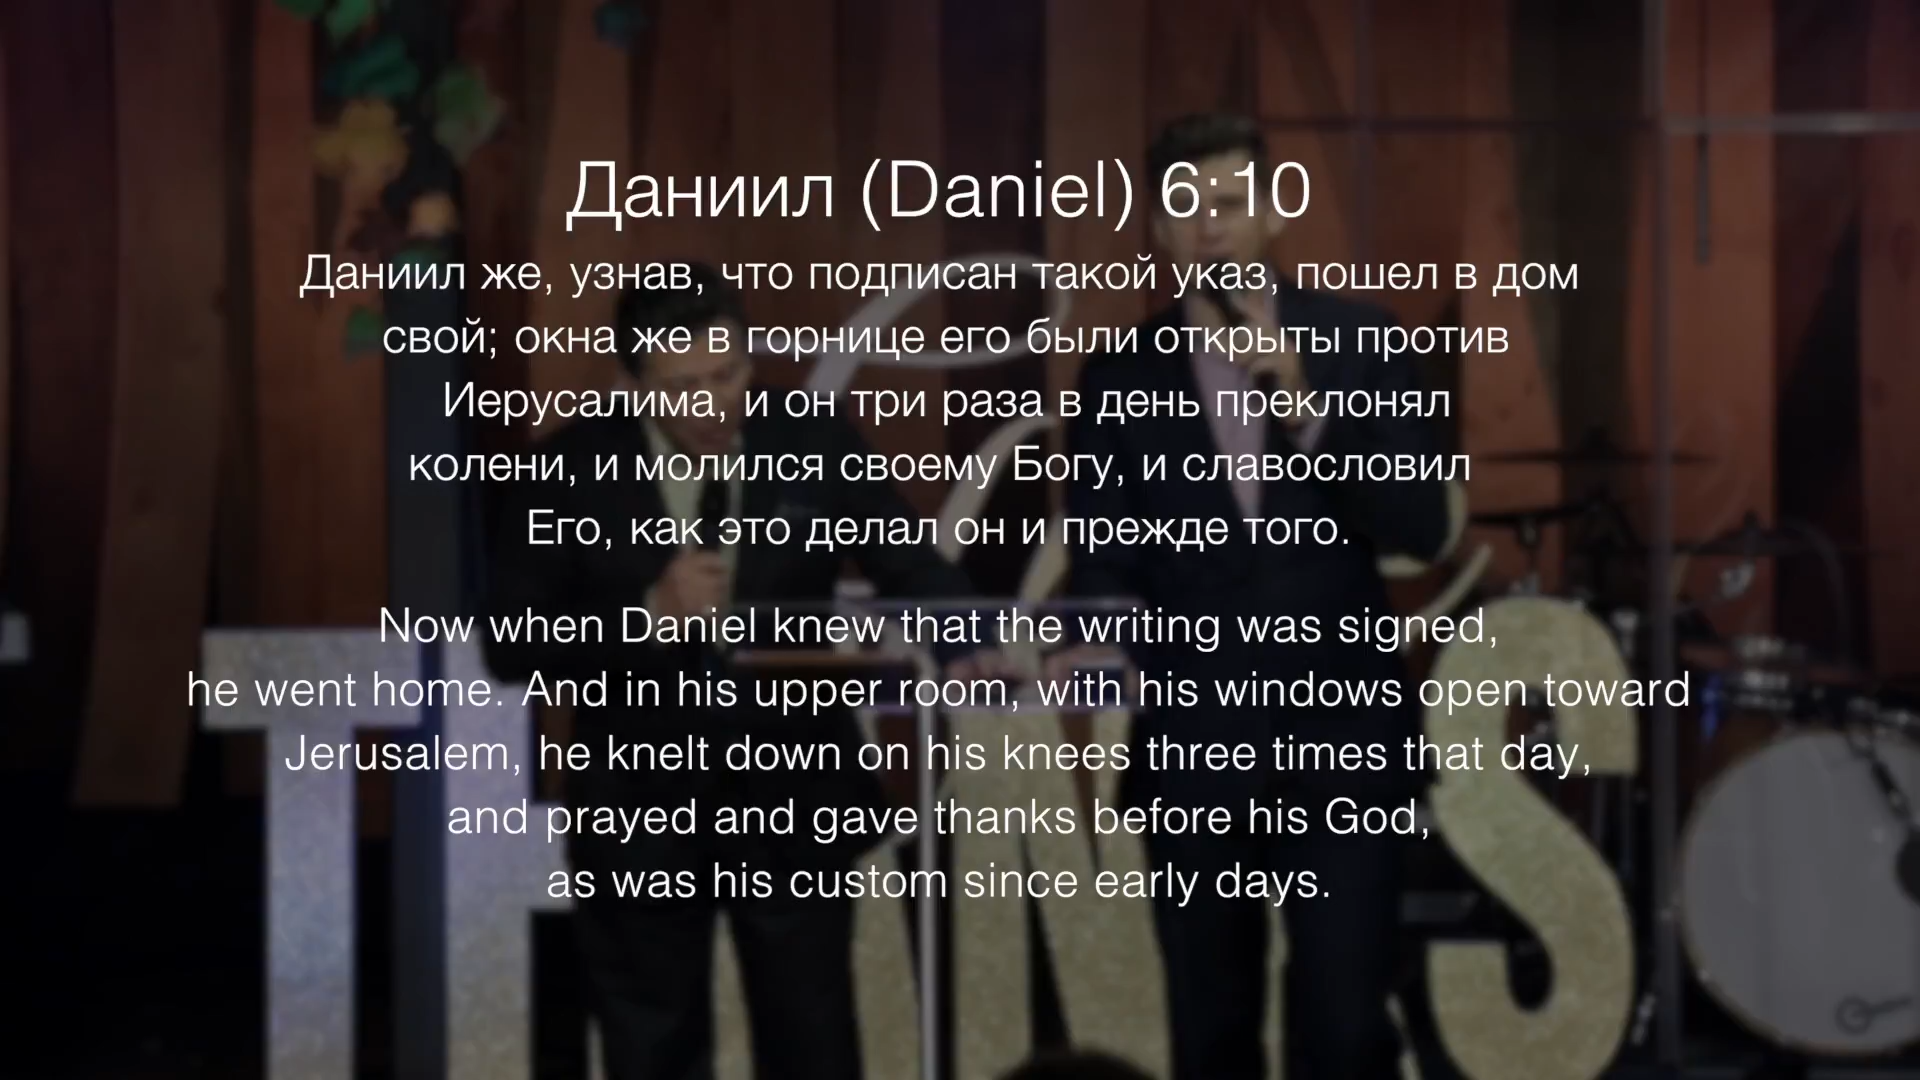 Даниил (Daniel) 6:10
Даниил же, узнав, что подписан такой указ, пошел в дом
свой; окна же в горнице его были открыты против
Иерусалима, и он три раза в день преклонял
колени, и молился своему Богу, и славословил
Его, как это делал он и прежде того.
Now when Daniel knew that the writing was signed,
he went home. And in his upper room, with his windows open toward
Jerusalem, he knelt down on his knees three times that day,
and prayed and gave thanks before his God,
as was his custom since early days.